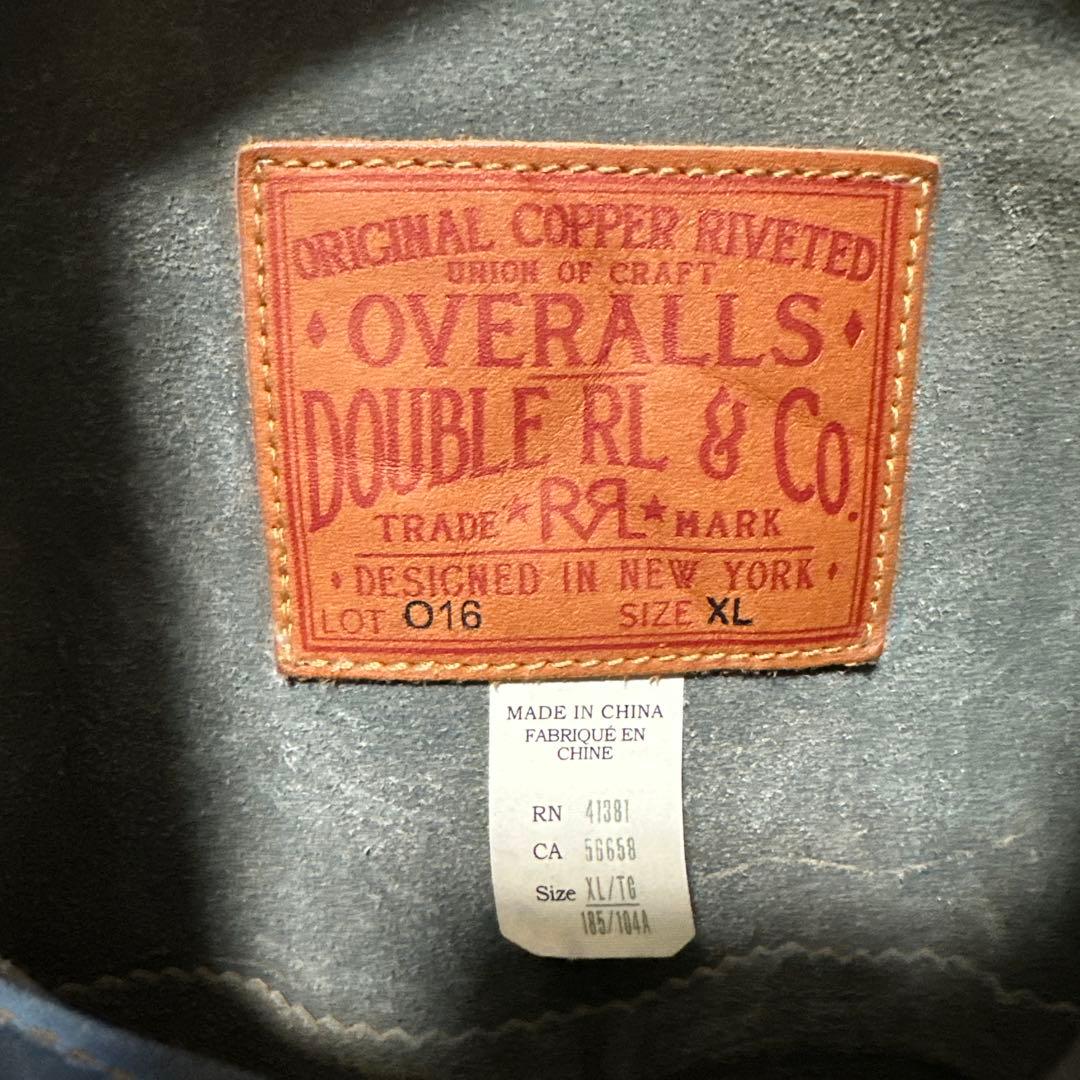 ORIGINAL COPPER RIVETED
UNION OF CRAFT
OVERALLS
DOUBLE RL & Co.
TRADE ★ RRL ★ MARK
DESIGNED IN NEW YORK
LOT O16 SIZE XL
MADE IN CHINA
FABRIQUÉ EN
CHINE
RN 41381
CA 56658
Size XL/TG
185/104A